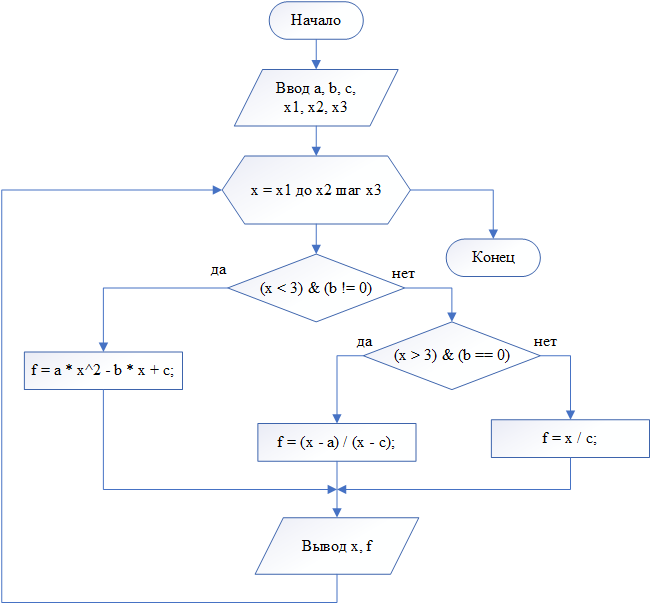 Начало
Ввод a, b, c,
x1, x2, x3
x = x1 до x2 шаг x3
Конец
да
(x < 3) & (b != 0)
нет
f = a * x^2 - b * x + c;
да
(x > 3) & (b == 0)
нет
f = (x - a) / (x - c);
f = x / c;
Вывод x, f